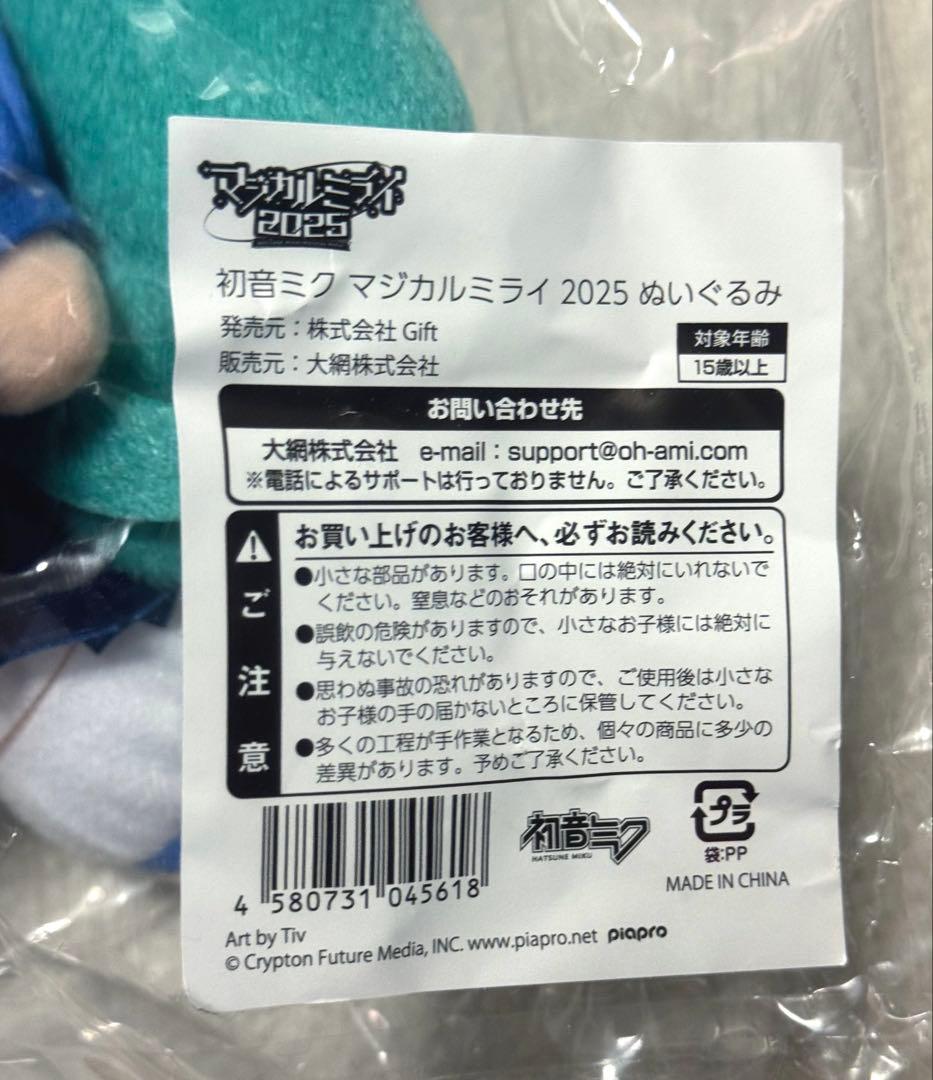 マジカルミライ
2025
初音ミク マジカルミライ 2025 ぬいぐるみ
発売元：株式会社 Gift
販売元：大網株式会社
対象年齢
15歳以上
お問い合わせ先
大網株式会社 e-mail：support@oh-ami.com
※電話によるサポートは行っておりません。ご了承ください。
ご注意
お買い上げのお客様へ、必ずお読みください。
●小さな部品があります。口の中には絶対にいれないで
ください。窒息などのおそれがあります。
●誤飲の危険がありますので、小さなお子様には絶対に
与えないでください。
●思わぬ事故の恐れがありますので、ご使用後は小さな
お子様の手の届かないところに保管してください。
●多くの工程が手作業となるため、個々の商品に多少の
差異があります。予めご了承ください。
4 580731 045618
初音ミク
HATSUNE MIKU
プラ
袋:PP
MADE IN CHINA
Art by Tiv
© Crypton Future Media, INC. www.piapro.net piapro